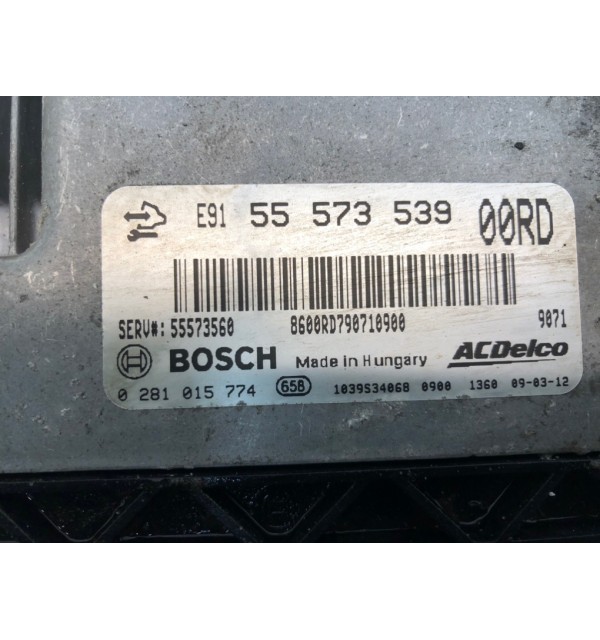 E91 55 573 539 00RD
SERV#: 55573560 8600RD790710900 9071
BOSCH Made in Hungary ACDelco
0 281 015 774 658 1039S34068 0900 1360 09-03-12